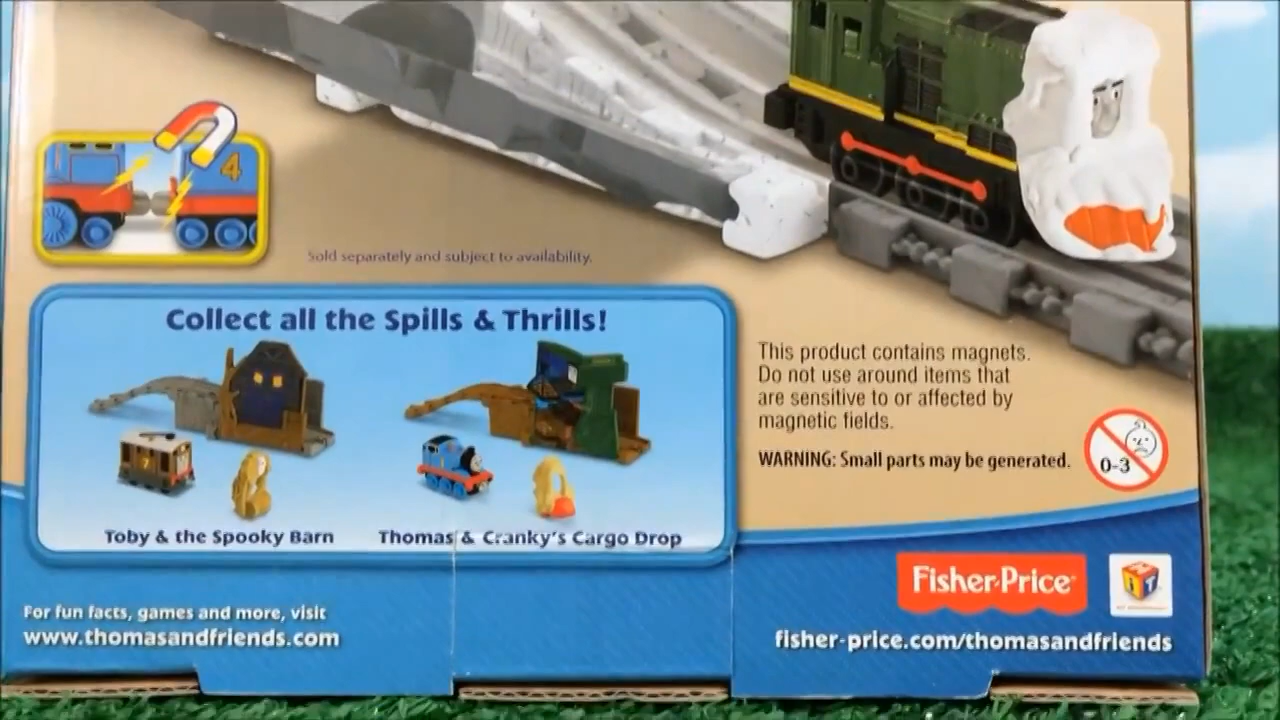 4
Sold separately and subject to availability.
Collect all the Spills & Thrills!
7
Toby & the Spooky Barn
Thomas & Cranky's Cargo Drop
This product contains magnets.
Do not use around items that
are sensitive to or affected by
magnetic fields.
WARNING: Small parts may be generated.
0-3
Fisher-Price
HiT
For fun facts, games and more, visit
www.thomasandfriends.com
fisher-price.com/thomasandfriends